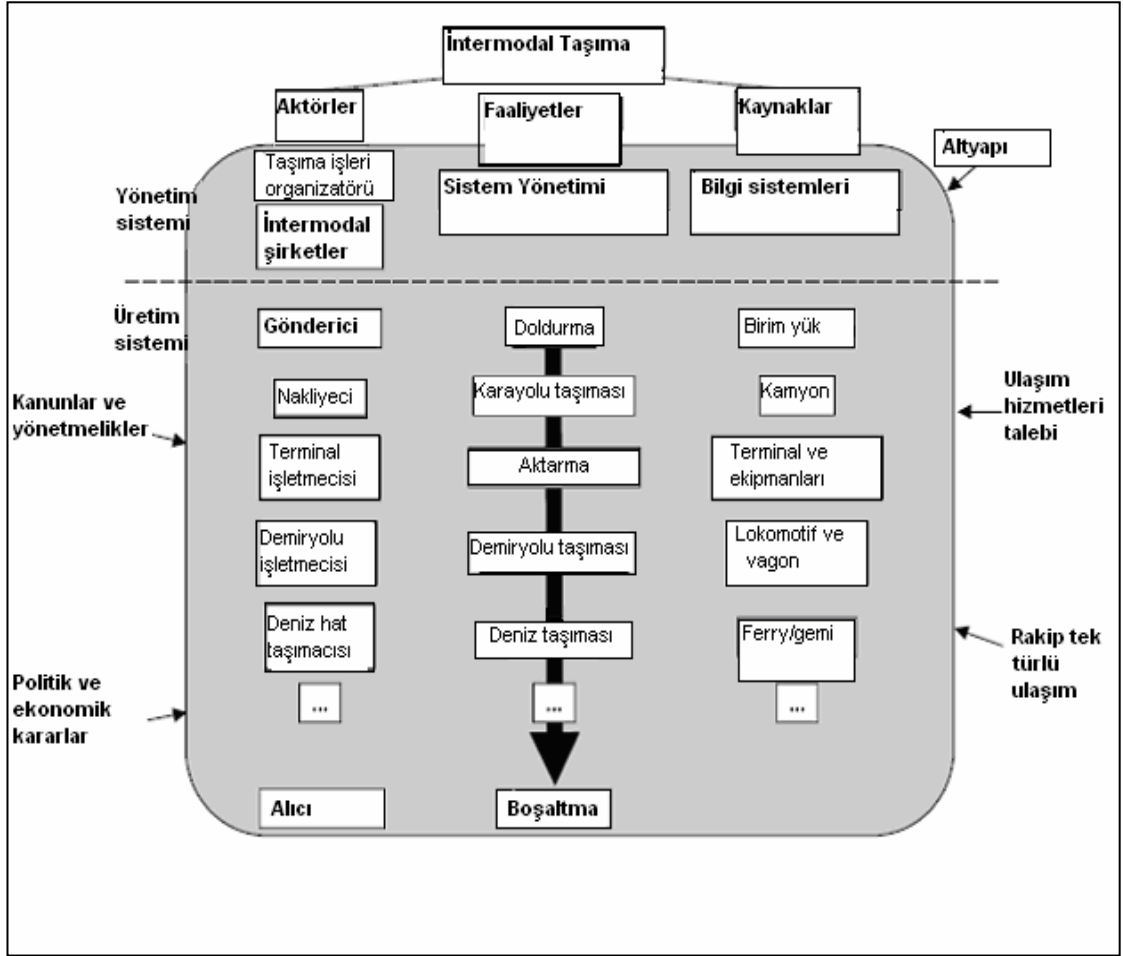 İntermodal Taşıma
Aktörler
Faaliyetler
Kaynaklar
Altyapı
Yönetim
sistemi
Taşıma işleri
organizatörü
Sistem Yönetimi
Bilgi sistemleri
İntermodal
şirketler
Üretim
sistemi
Gönderici
Doldurma
Birim yük
Kanunlar ve
yönetmelikler
Nakliyeci
Karayolu taşıması
Kamyon
Ulaşım
hizmetleri
talebi
Terminal
işletmecisi
Aktarma
Terminal ve
ekipmanları
Demiryolu
işletmecisi
Demiryolu taşıması
Lokomotif ve
vagon
Deniz hat
taşımacısı
Deniz taşıması
Ferry/gemi
Rakip tek
türlü
ulaşım
Politik ve
ekonomik
kararlar
...
...
...
Alıcı
Boşaltma